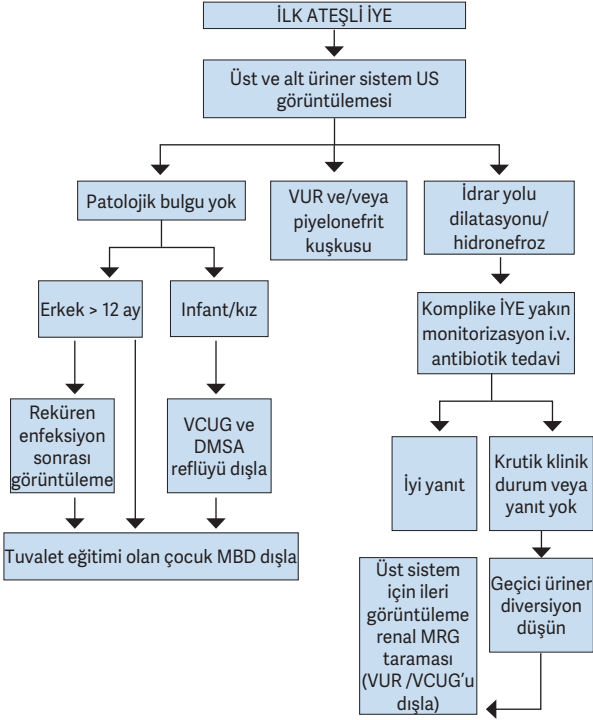 İLK ATEŞLİ İYE
Üst ve alt üriner sistem US
görüntülemesi
Patolojik bulgu yok
VUR ve/veya
piyelonefrit
kuşkusu
İdrar yolu
dilatasyonu/
hidronefroz
Erkek > 12 ay
Infant/kız
Komplike İYE yakın
monitorizasyon i.v.
antibiotik tedavi
Reküren
enfeksiyon
sonrası
görüntüleme
VCUG ve
DMSA
reflüyü dışla
İyi yanıt
Krutik klinik
durum veya
yanıt yok
Tuvalet eğitimi olan çocuk MBD dışla
Üst sistem
için ileri
görüntüleme
renal MRG
taraması
(VUR /VCUG'u
dışla)
Geçici üriner
diversiyon
düşün